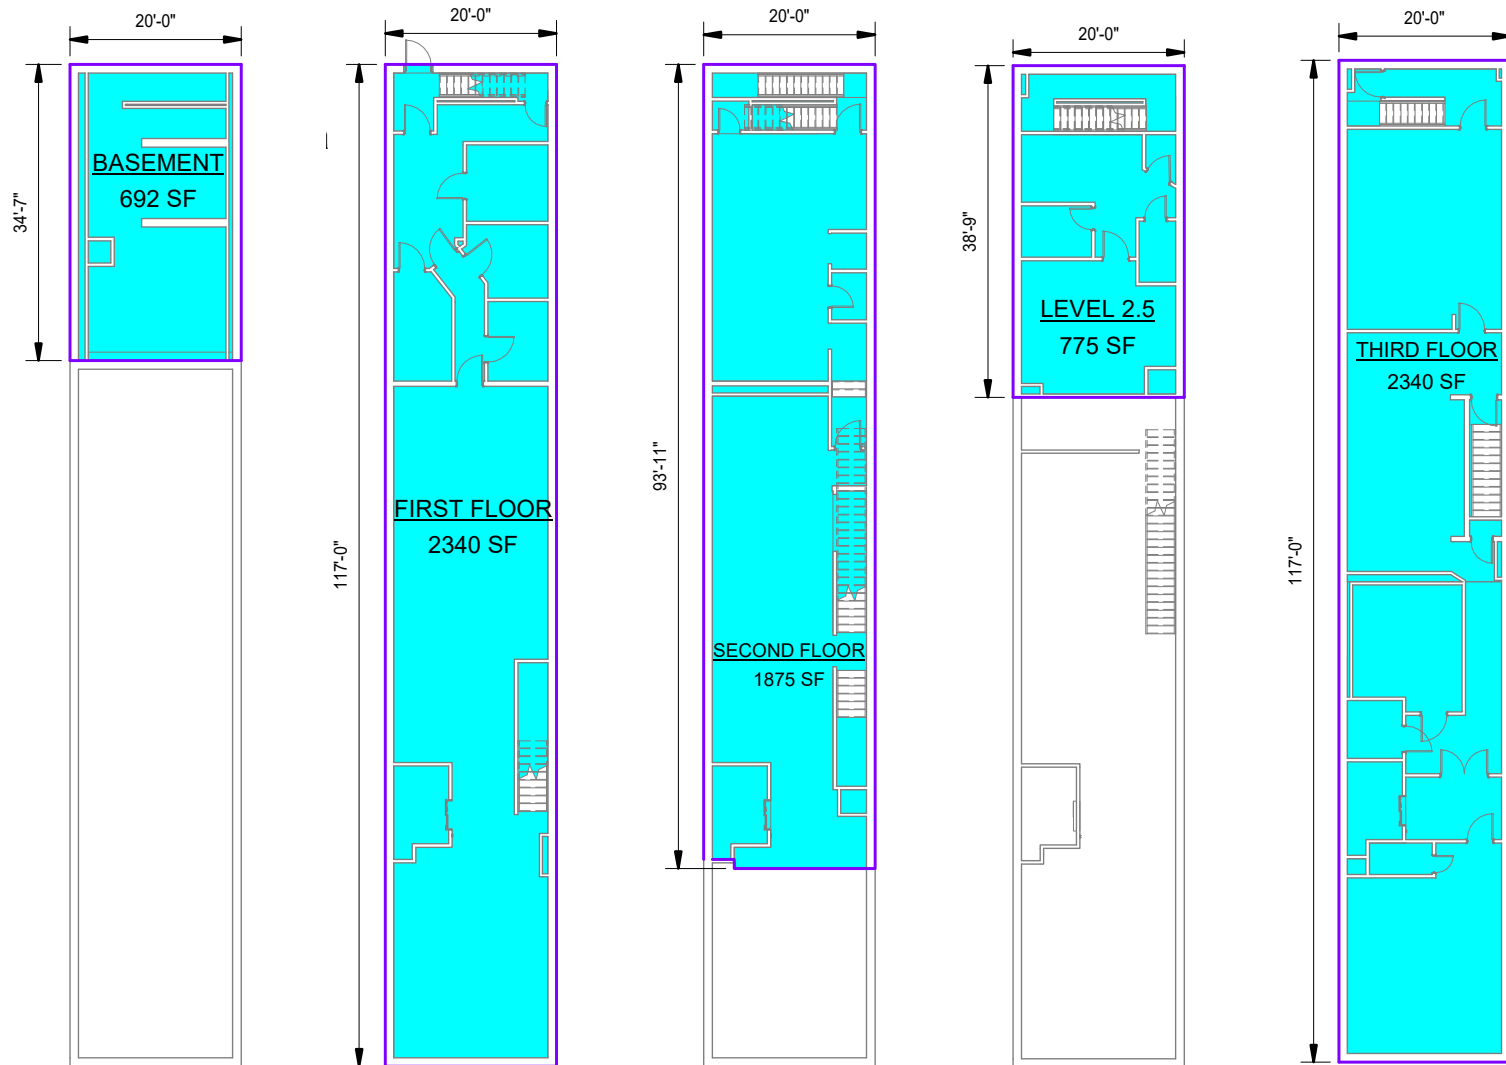 20'-0"
34'-7"
BASEMENT
692 SF
20'-0"
117'-0"
FIRST FLOOR
2340 SF
20'-0"
93'-11"
SECOND FLOOR
1875 SF
20'-0"
38'-9"
LEVEL 2.5
775 SF
20'-0"
117'-0"
THIRD FLOOR
2340 SF